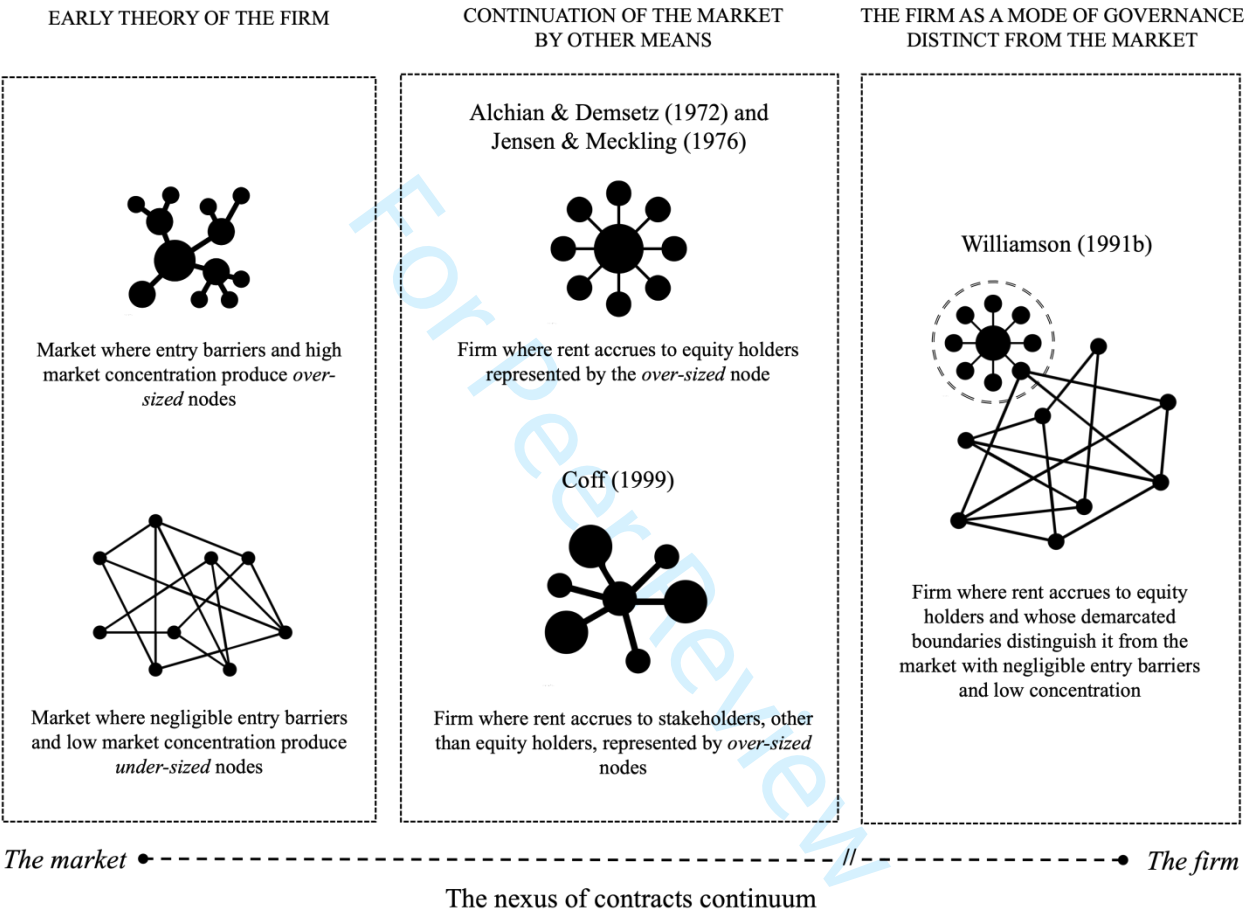 EARLY THEORY OF THE FIRM
CONTINUATION OF THE MARKET
BY OTHER MEANS
THE FIRM AS A MODE OF GOVERNANCE
DISTINCT FROM THE MARKET
Market where entry barriers and high
market concentration produce over-
sized nodes
Market where negligible entry barriers
and low market concentration produce
under-sized nodes
Alchian & Demsetz (1972) and
Jensen & Meckling (1976)
Firm where rent accrues to equity holders
represented by the over-sized node
Coff (1999)
Firm where rent accrues to stakeholders, other
than equity holders, represented by over-sized
nodes
Williamson (1991b)
Firm where rent accrues to equity
holders and whose demarcated
boundaries distinguish it from the
market with negligible entry barriers
and low concentration
The market
//
The firm
The nexus of contracts continuum
For Peer Review